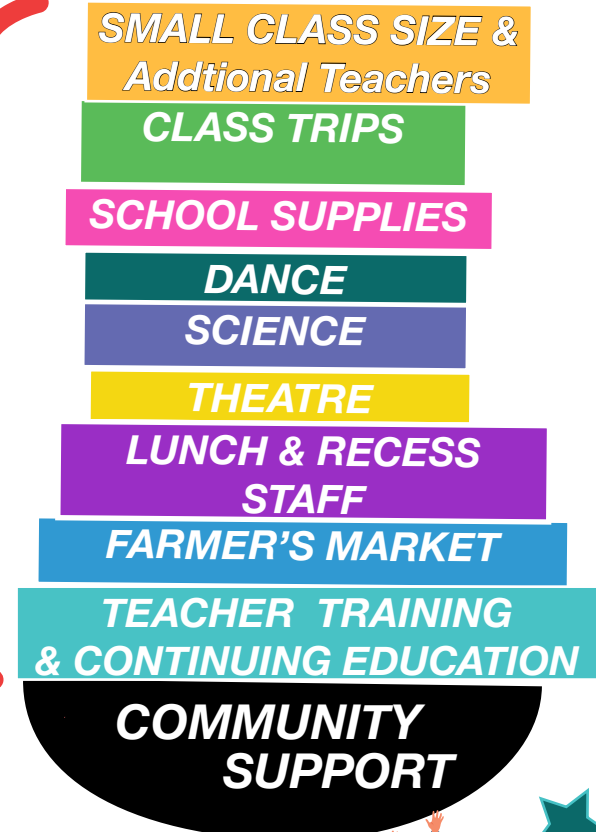 SMALL CLASS SIZE &
Addtional Teachers
CLASS TRIPS
SCHOOL SUPPLIES
DANCE
SCIENCE
THEATRE
LUNCH & RECESS
STAFF
FARMER'S MARKET
TEACHER TRAINING
& CONTINUING EDUCATION
COMMUNITY
SUPPORT